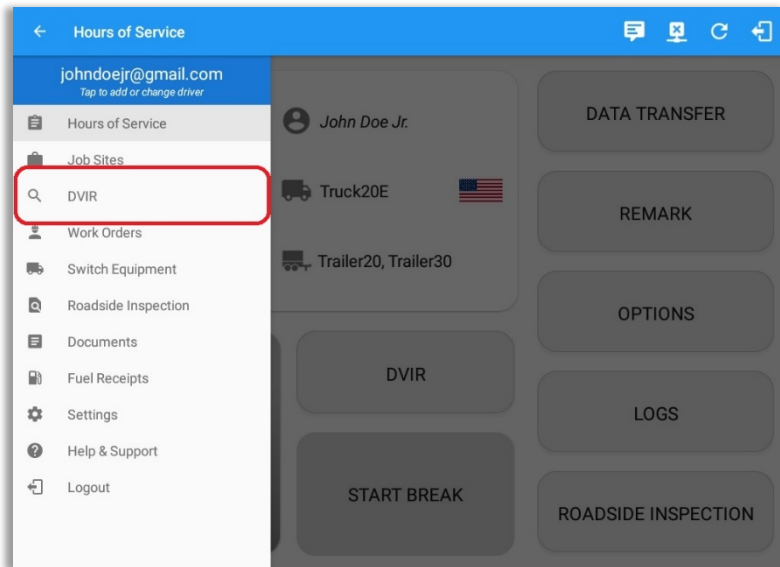 Hours of Service
johndoejr@gmail.com
Tap to add or change driver
Hours of Service
Job Sites
DVIR
Work Orders
Switch Equipment
Roadside Inspection
Documents
Fuel Receipts
Settings
Help & Support
Logout
John Doe Jr.
Truck20E
Trailer20, Trailer30
DVIR
START BREAK
DATA TRANSFER
REMARK
OPTIONS
LOGS
ROADSIDE INSPECTION